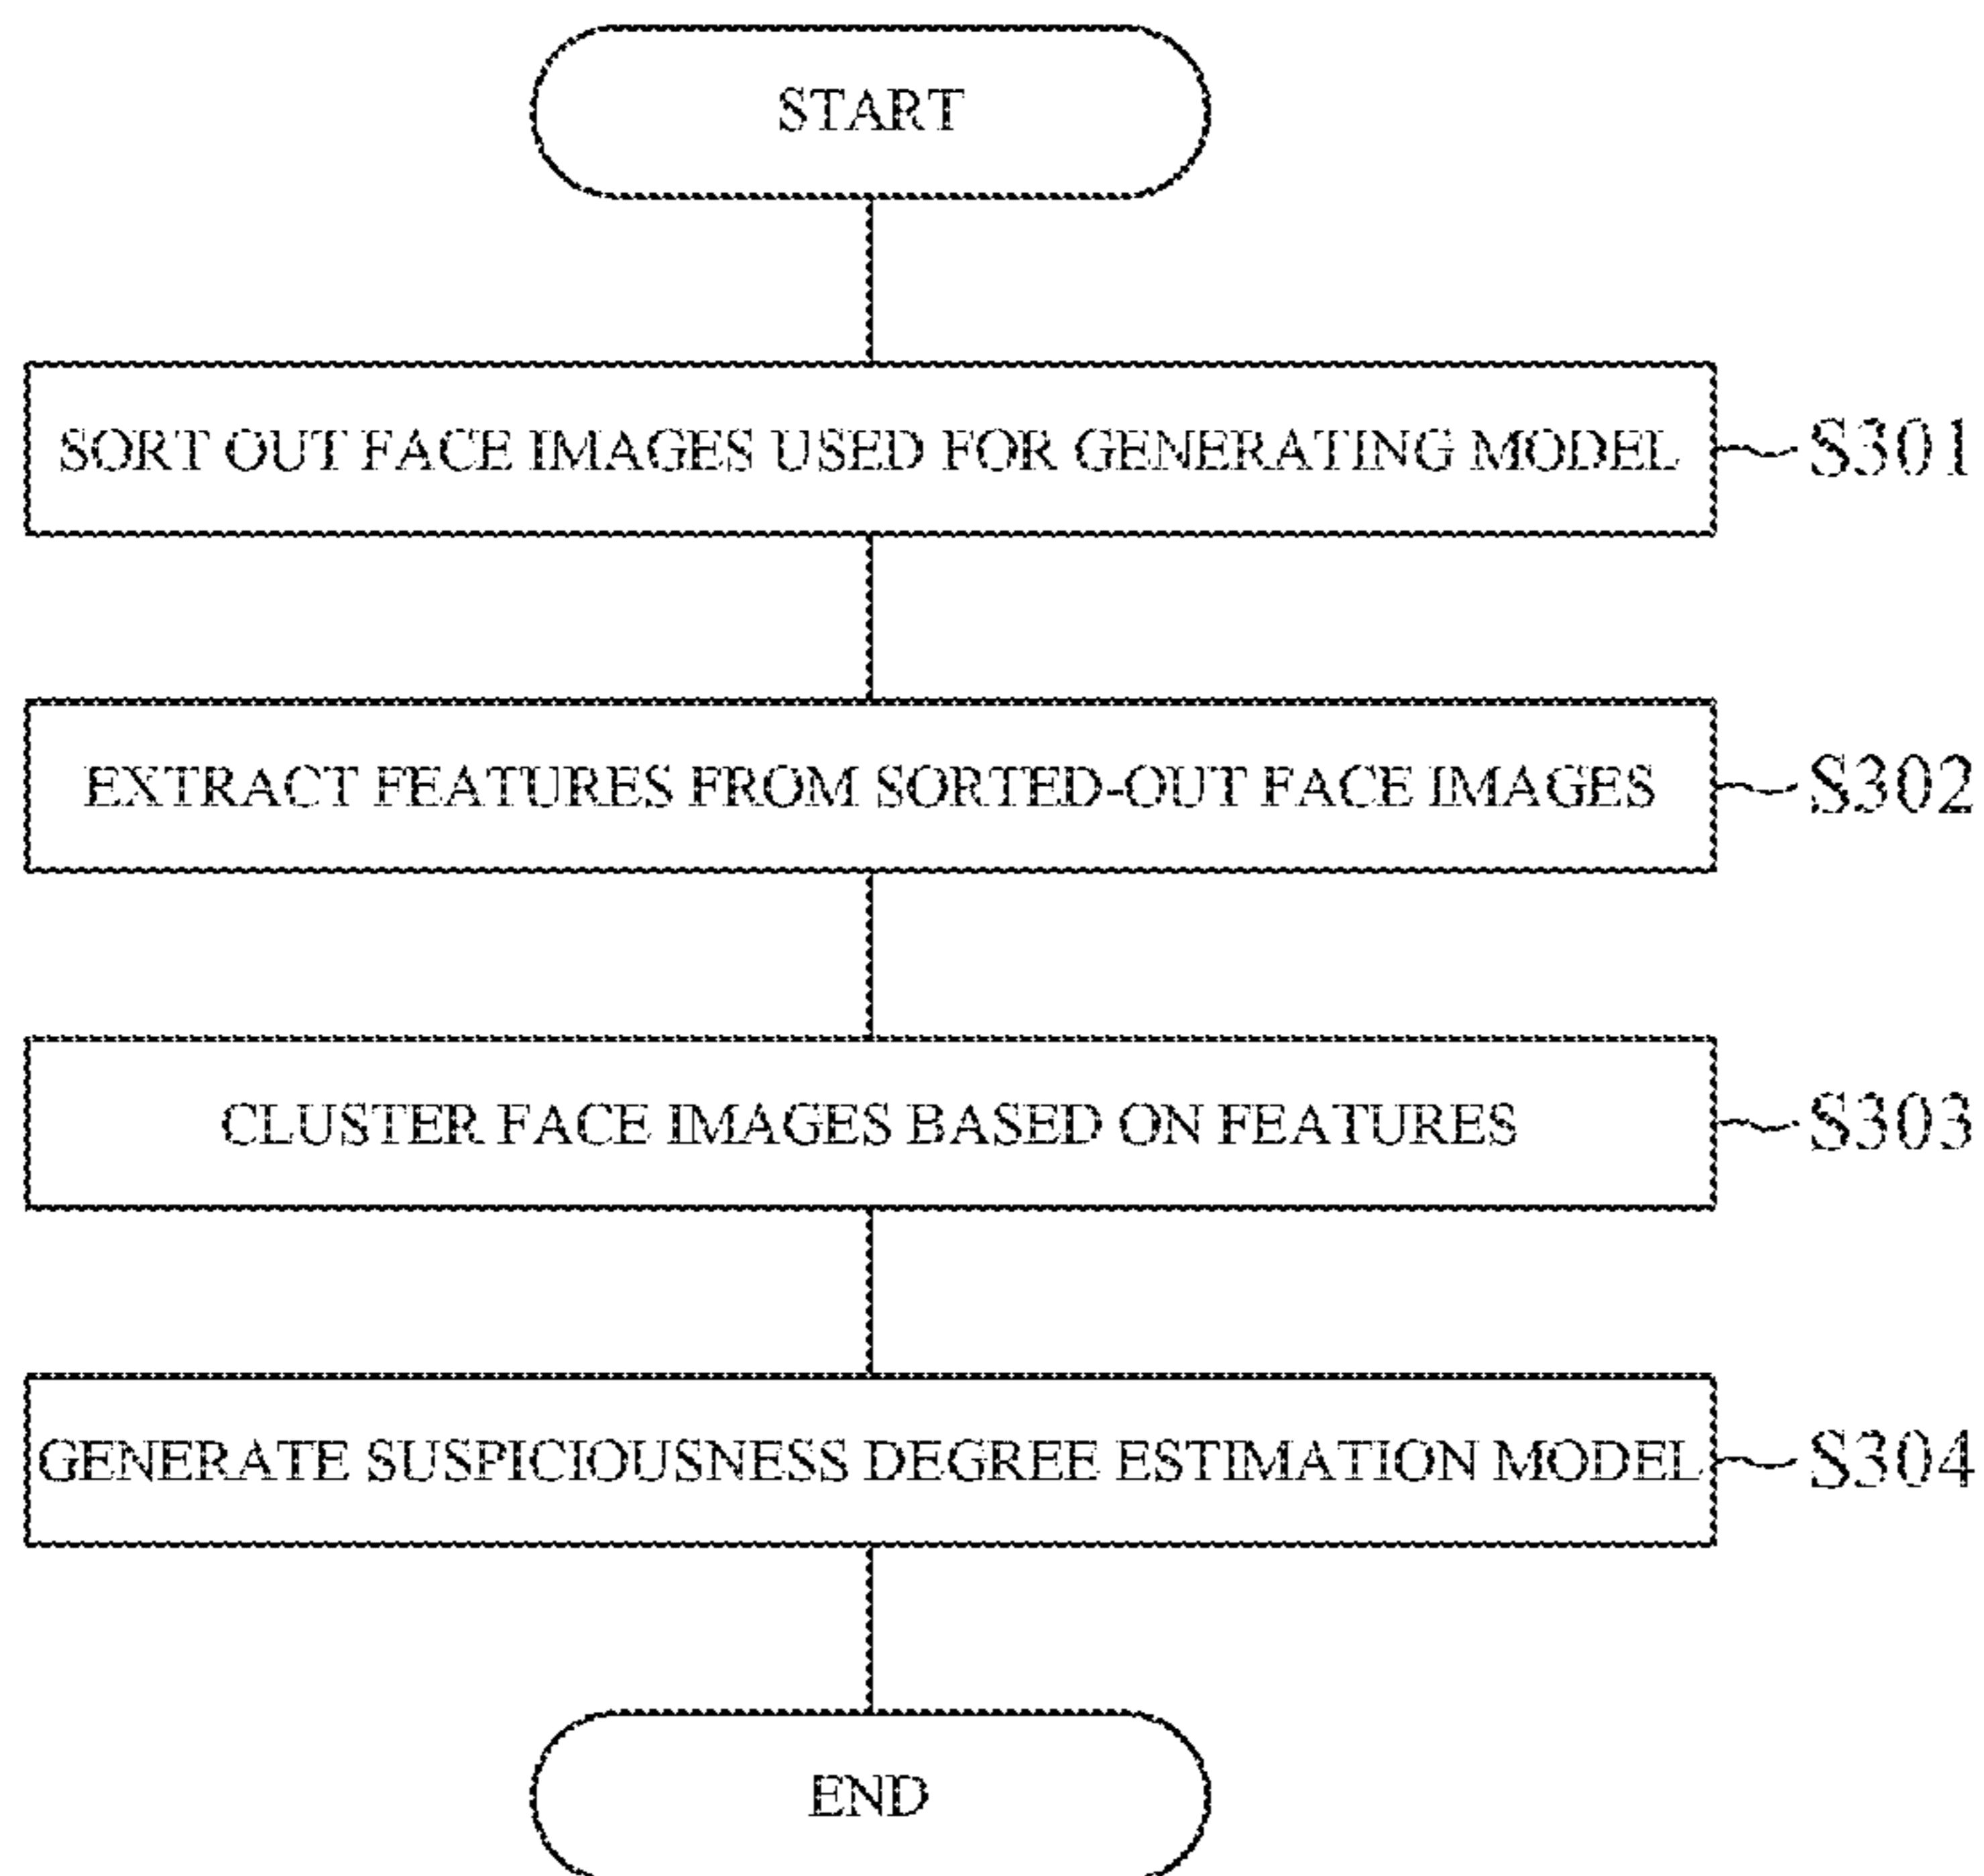 START
SORT OUT FACE IMAGES USED FOR GENERATING MODEL S301
EXTRACT FEATURES FROM SORTED-OUT FACE IMAGES S302
CLUSTER FACE IMAGES BASED ON FEATURES S303
GENERATE SUSPICIOUSNESS DEGREE ESTIMATION MODEL S304
END